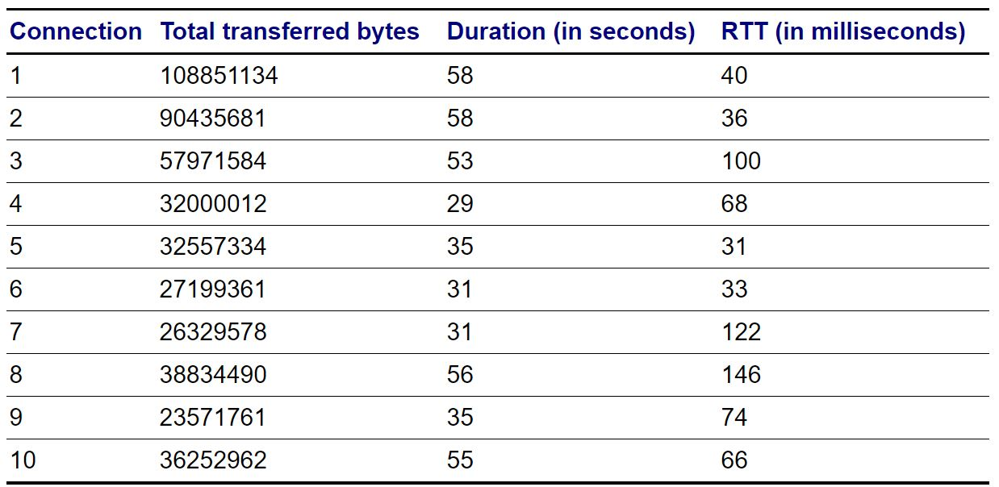 Connection Total transferred bytes Duration (in seconds) RTT (in milliseconds)
1 108851134 58 40
2 90435681 58 36
3 57971584 53 100
4 32000012 29 68
5 32557334 35 31
6 27199361 31 33
7 26329578 31 122
8 38834490 56 146
9 23571761 35 74
10 36252962 55 66